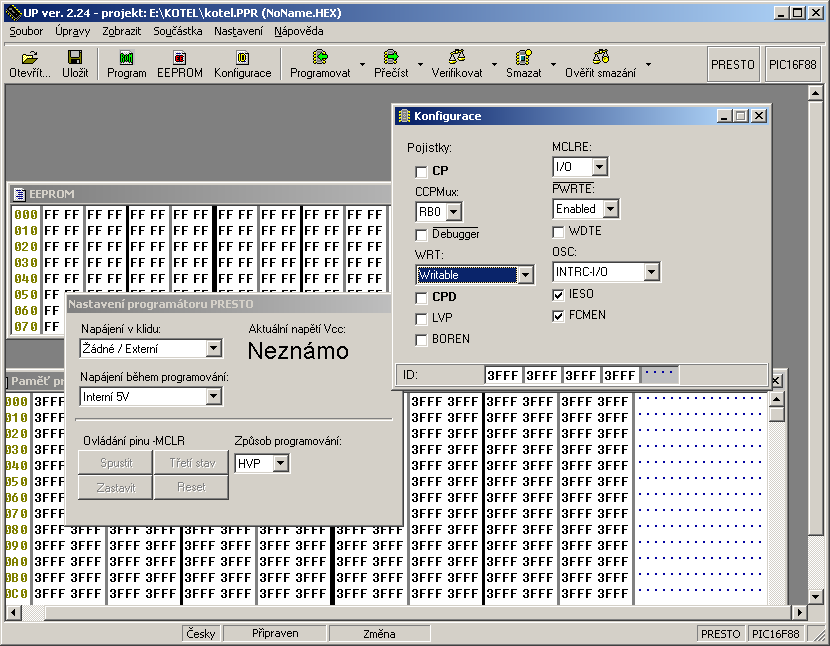 UP ver. 2.24 - projekt: E:\KOTEL\kotel.PPR (NoName.HEX)
Soubor Úpravy Zobrazit Součástka Nastavení Nápověda
Otevřít... Uložit Program EEPROM Konfigurace Programovat Přečíst Verifikovat Smazat Ověřit smazání PRESTO PIC16F88
Konfigurace
Pojistky:
CP
CCPMux:
RB0
Debugger
WRT:
Writable
CPD
LVP
BOREN
MCLRE:
I/O
PWRTE:
Enabled
WDTE
OSC:
INTRC-I/O
IESO
FCMEN
ID: 3FFF 3FFF 3FFF 3FFF ····
EEPROM
000 FF FF FF FF FF FF FF FF FF FF FF FF FF FF FF FF
010 FF FF FF FF FF FF FF FF FF FF FF FF FF FF FF FF
020 FF FF FF FF FF FF FF FF FF FF FF FF FF FF FF FF
030 FF FF FF FF FF FF FF FF FF FF FF FF FF FF FF FF
040 FF FF FF FF FF FF FF FF FF FF FF FF FF FF FF FF
050 FF
060 FF
070 FF
Nastavení programátoru PRESTO
Napájení v klidu:
Žádné / Externí
Aktuální napětí Vcc:
Neznámo
Napájení během programování:
Interní 5V
Ovládání pinu -MCLR
Spustit Třetí stav
Zastavit Reset
Způsob programování:
HVP
Paměť pr
000 3FFF 3FFF 3FFF 3FFF 3FFF 3FFF 3FFF
010 3FFF 3FFF 3FFF 3FFF 3FFF 3FFF 3FFF
020 3FFF 3FFF 3FFF 3FFF 3FFF 3FFF 3FFF
030 3FFF 3FFF 3FFF 3FFF 3FFF 3FFF 3FFF
040 3FFF 3FFF 3FFF 3FFF 3FFF 3FFF 3FFF
050 3FFF 3FFF 3FFF 3FFF 3FFF 3FFF 3FFF
060 3FFF 3FFF 3FFF 3FFF 3FFF 3FFF 3FFF
070 3FFF 3FFF 3FFF 3FFF 3FFF 3FFF 3FFF
080 3FFF 3FFF 3FFF 3FFF 3FFF 3FFF 3FFF 3FFF 3FFF 3FFF 3FFF 3FFF 3FFF 3FFF 3FFF 3FFF
090 3FFF 3FFF 3FFF 3FFF 3FFF 3FFF 3FFF 3FFF 3FFF 3FFF 3FFF 3FFF 3FFF 3FFF 3FFF 3FFF
0A0 3FFF 3FFF 3FFF 3FFF 3FFF 3FFF 3FFF 3FFF 3FFF 3FFF 3FFF 3FFF 3FFF 3FFF 3FFF 3FFF
0B0 3FFF 3FFF 3FFF 3FFF 3FFF 3FFF 3FFF 3FFF 3FFF 3FFF 3FFF 3FFF 3FFF 3FFF 3FFF 3FFF
0C0 3FFF 3FFF 3FFF 3FFF 3FFF 3FFF 3FFF 3FFF 3FFF 3FFF 3FFF 3FFF 3FFF 3FFF 3FFF 3FFF
Česky Připraven Změna PRESTO PIC16F88